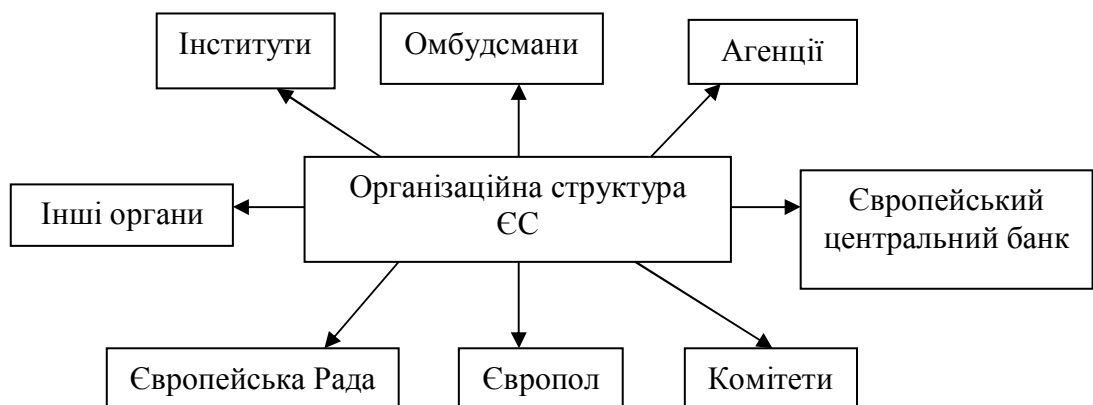 Інститути
Омбудсмани
Агенції
Організаційна структура
ЄС
Інші органи
Європейський
центральний банк
Європейська Рада
Європол
Комітети